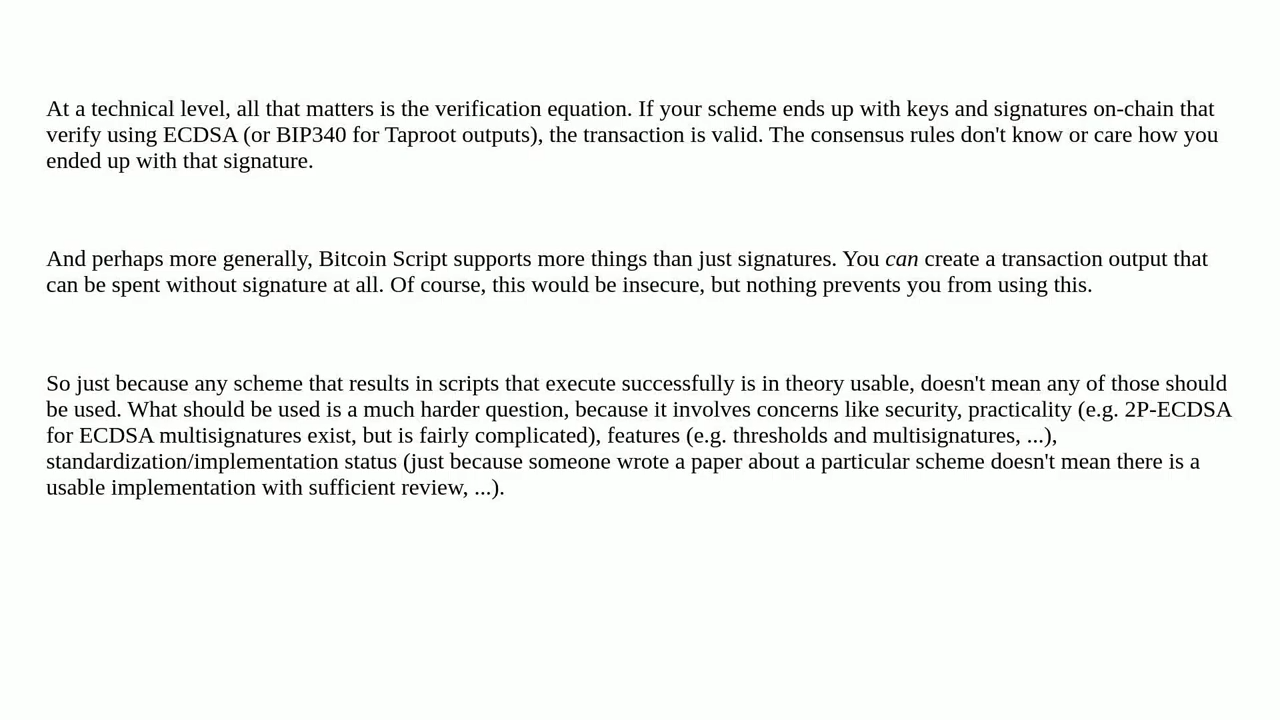 At a technical level, all that matters is the verification equation. If your scheme ends up with keys and signatures on-chain that
verify using ECDSA (or BIP340 for Taproot outputs), the transaction is valid. The consensus rules don't know or care how you
ended up with that signature.
And perhaps more generally, Bitcoin Script supports more things than just signatures. You can create a transaction output that
can be spent without signature at all. Of course, this would be insecure, but nothing prevents you from using this.
So just because any scheme that results in scripts that execute successfully is in theory usable, doesn't mean any of those should
be used. What should be used is a much harder question, because it involves concerns like security, practicality (e.g. 2P-ECDSA
for ECDSA multisignatures exist, but is fairly complicated), features (e.g. thresholds and multisignatures, ...),
standardization/implementation status (just because someone wrote a paper about a particular scheme doesn't mean there is a
usable implementation with sufficient review, ...).